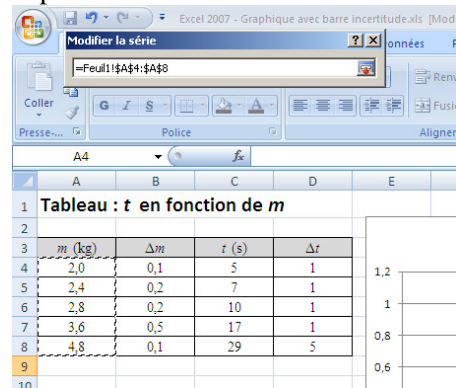 Excel 2007 - Graphique avec barre incertitude.xls [Mod
Modifier la série
onnées
=Feuil1!$A$4:$A$8
Coller
G I S A
Renv
Fusi
Presse-... Police Aligner
A4 fx
A B C D E
1 Tableau : t en fonction de m
2
3 m (kg) Δm t (s) Δt
4 2,0 0,1 5 1
5 2,4 0,2 7 1
6 2,8 0,2 10 1
7 3,6 0,5 17 1
8 4,8 0,1 29 5
9
10
1,2
1
0,8
0,6